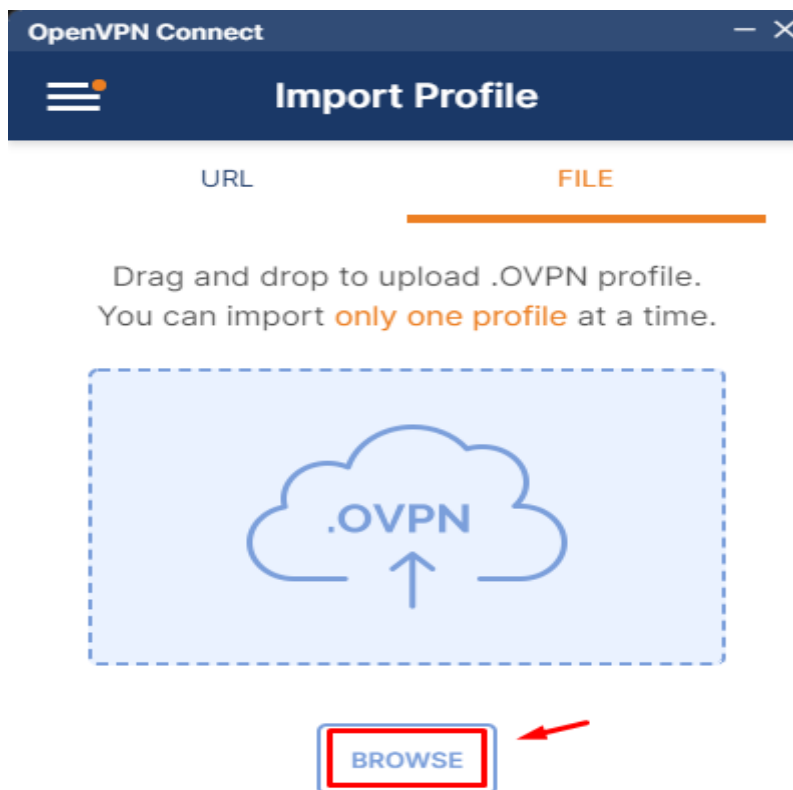 OpenVPN Connect
Import Profile
URL
FILE
Drag and drop to upload .OVPN profile.
You can import only one profile at a time.
.OVPN
BROWSE